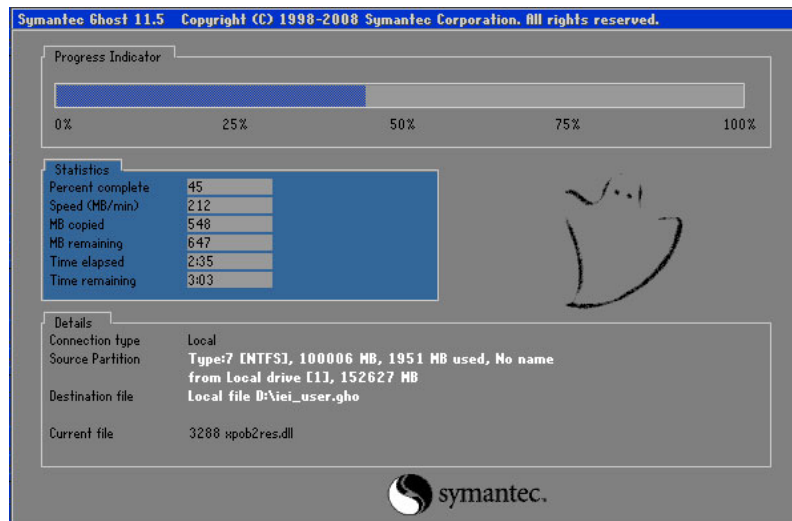 Symantec Ghost 11.5   Copyright (C) 1998-2008 Symantec Corporation. All rights reserved.
Progress Indicator
0%   25%   50%   75%   100%
Statistics
Percent complete   45
Speed (MB/min)   212
MB copied   548
MB remaining   647
Time elapsed   2:35
Time remaining   3:03
Details
Connection type   Local
Source Partition   Type:7 [NTFS], 100006 MB, 1951 MB used, No name
from Local drive [1], 152627 MB
Destination file   Local file D:\iei_user.gho
Current file   3288 xpob2res.dll
symantec.